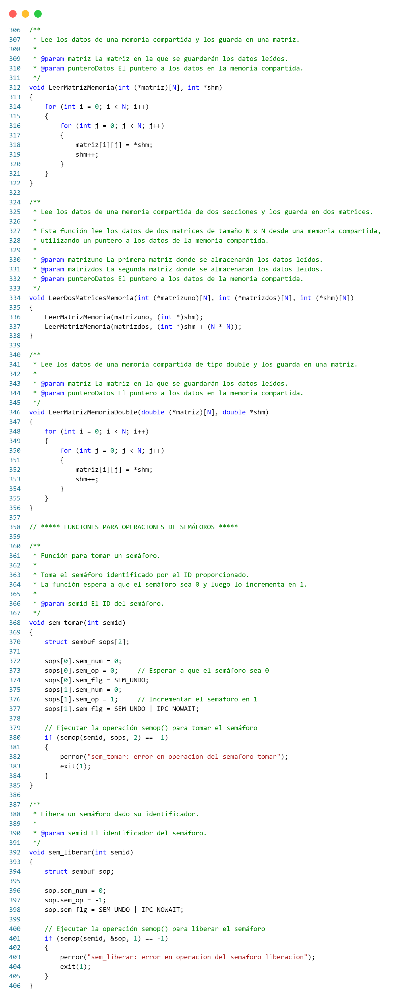 306 /**
307  * Lee los datos de una memoria compartida y los guarda en una matriz.
308  *
309  * @param matriz La matriz en la que se guardarán los datos leídos.
310  * @param punteroDatos El puntero a los datos en la memoria compartida.
311  */
312 void LeerMatrizMemoria(int (*matriz)[N], int *shm)
313 {
314     for (int i = 0; i < N; i++)
315     {
316         for (int j = 0; j < N; j++)
317         {
318             matriz[i][j] = *shm;
319             shm++;
320         }
321     }
322 }
323
324 /**
325  * Lee los datos de una memoria compartida de dos secciones y los guarda en dos matrices.
326  *
327  * Esta función lee los datos de dos matrices de tamaño N x N desde una memoria compartida,
328  * utilizando un puntero a los datos de la memoria compartida.
329  *
330  * @param matrizuno La primera matriz donde se almacenarán los datos leídos.
331  * @param matrizdos La segunda matriz donde se almacenarán los datos leídos.
332  * @param punteroDatos El puntero a los datos de la memoria compartida.
333  */
334 void LeerDosMatricesMemoria(int (*matrizuno)[N], int (*matrizdos)[N], int (*shm)[N])
335 {
336     LeerMatrizMemoria(matrizuno, (int *)shm);
337     LeerMatrizMemoria(matrizdos, (int *)shm + (N * N));
338 }
339
340 /**
341  * Lee los datos de una memoria compartida de tipo double y los guarda en una matriz.
342  *
343  * @param matriz La matriz en la que se guardarán los datos leídos.
344  * @param punteroDatos El puntero a los datos en la memoria compartida.
345  */
346 void LeerMatrizMemoriaDouble(double (*matriz)[N], double *shm)
347 {
348     for (int i = 0; i < N; i++)
349     {
350         for (int j = 0; j < N; j++)
351         {
352             matriz[i][j] = *shm;
353             shm++;
354         }
355     }
356 }
357
358 // ***** FUNCIONES PARA OPERACIONES DE SEMÁFOROS *****
359
360 /**
361  * Función para tomar un semáforo.
362  *
363  * Toma el semáforo identificado por el ID proporcionado.
364  * La función espera a que el semáforo sea 0 y luego lo incrementa en 1.
365  *
366  * @param semid El ID del semáforo.
367  */
368 void sem_tomar(int semid)
369 {
370     struct sembuf sops[2];
371
372     sops[0].sem_num = 0;
373     sops[0].sem_op = 0;     // Esperar a que el semáforo sea 0
374     sops[0].sem_flg = SEM_UNDO;
375     sops[1].sem_num = 0;
376     sops[1].sem_op = 1;     // Incrementar el semáforo en 1
377     sops[1].sem_flg = SEM_UNDO | IPC_NOWAIT;
378
379     // Ejecutar la operación semop() para tomar el semáforo
380     if (semop(semid, sops, 2) == -1)
381     {
382         perror("sem_tomar: error en operacion del semaforo tomar");
383         exit(1);
384     }
385 }
386
387 /**
388  * Libera un semáforo dado su identificador.
389  *
390  * @param semid El identificador del semáforo.
391  */
392 void sem_liberar(int semid)
393 {
394     struct sembuf sop;
395
396     sop.sem_num = 0;
397     sop.sem_op = -1;
398     sop.sem_flg = SEM_UNDO | IPC_NOWAIT;
399
400     // Ejecutar la operación semop() para liberar el semáforo
401     if (semop(semid, &sop, 1) == -1)
402     {
403         perror("sem_liberar: error en operacion del semaforo liberacion");
404         exit(1);
405     }
406 }